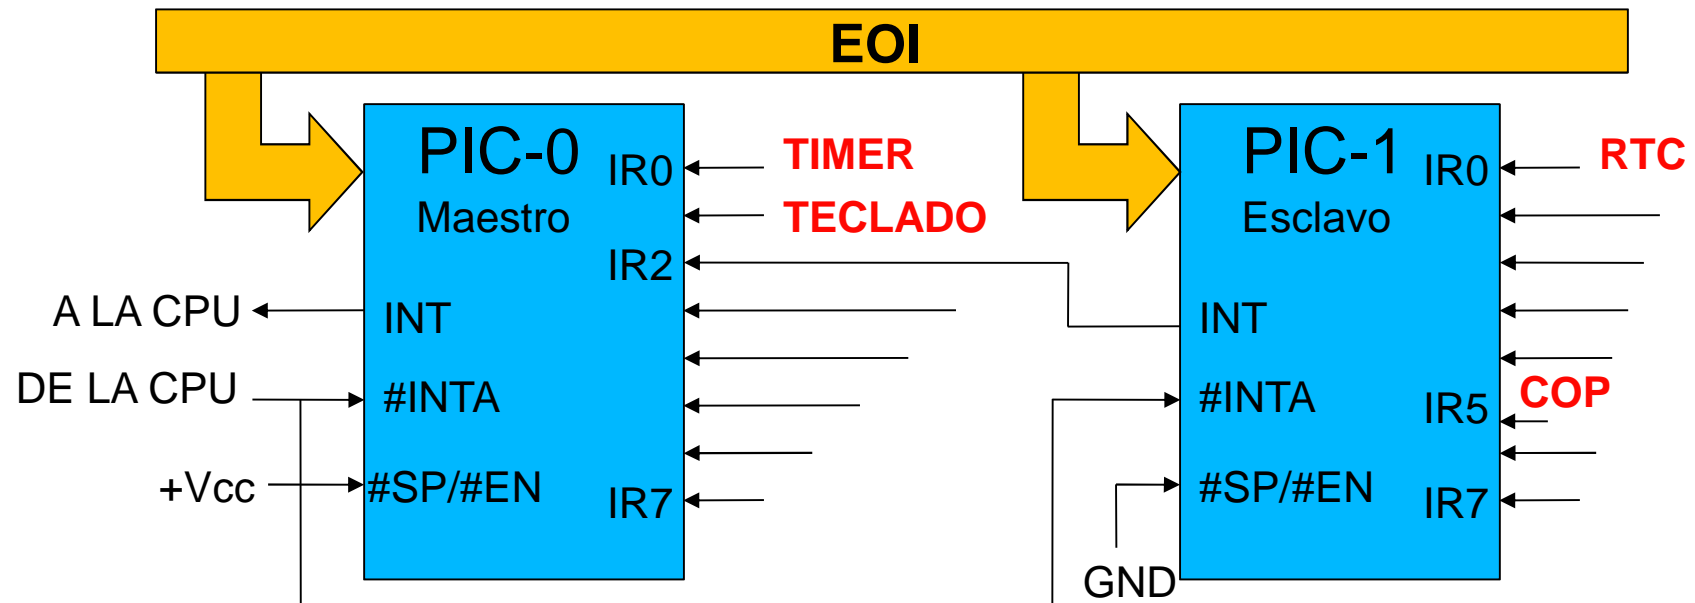 EOI
PIC-0
Maestro
IR0
TIMER
TECLADO
IR2
A LA CPU
INT
DE LA CPU
#INTA
+Vcc
#SP/#EN
IR7
PIC-1
Esclavo
IR0
RTC
INT
#INTA
COP
IR5
#SP/#EN
IR7
GND